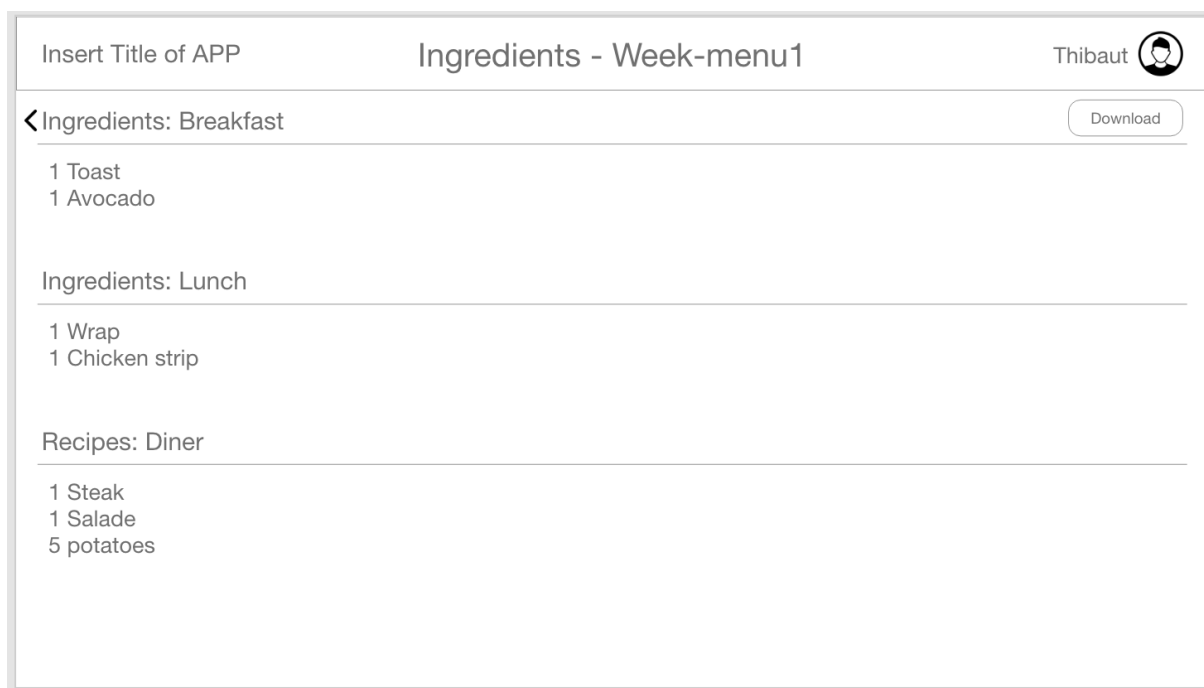 Insert Title of APP
Ingredients - Week-menu1
Thibaut
Ingredients: Breakfast
Download
1 Toast
1 Avocado
Ingredients: Lunch
1 Wrap
1 Chicken strip
Recipes: Diner
1 Steak
1 Salade
5 potatoes